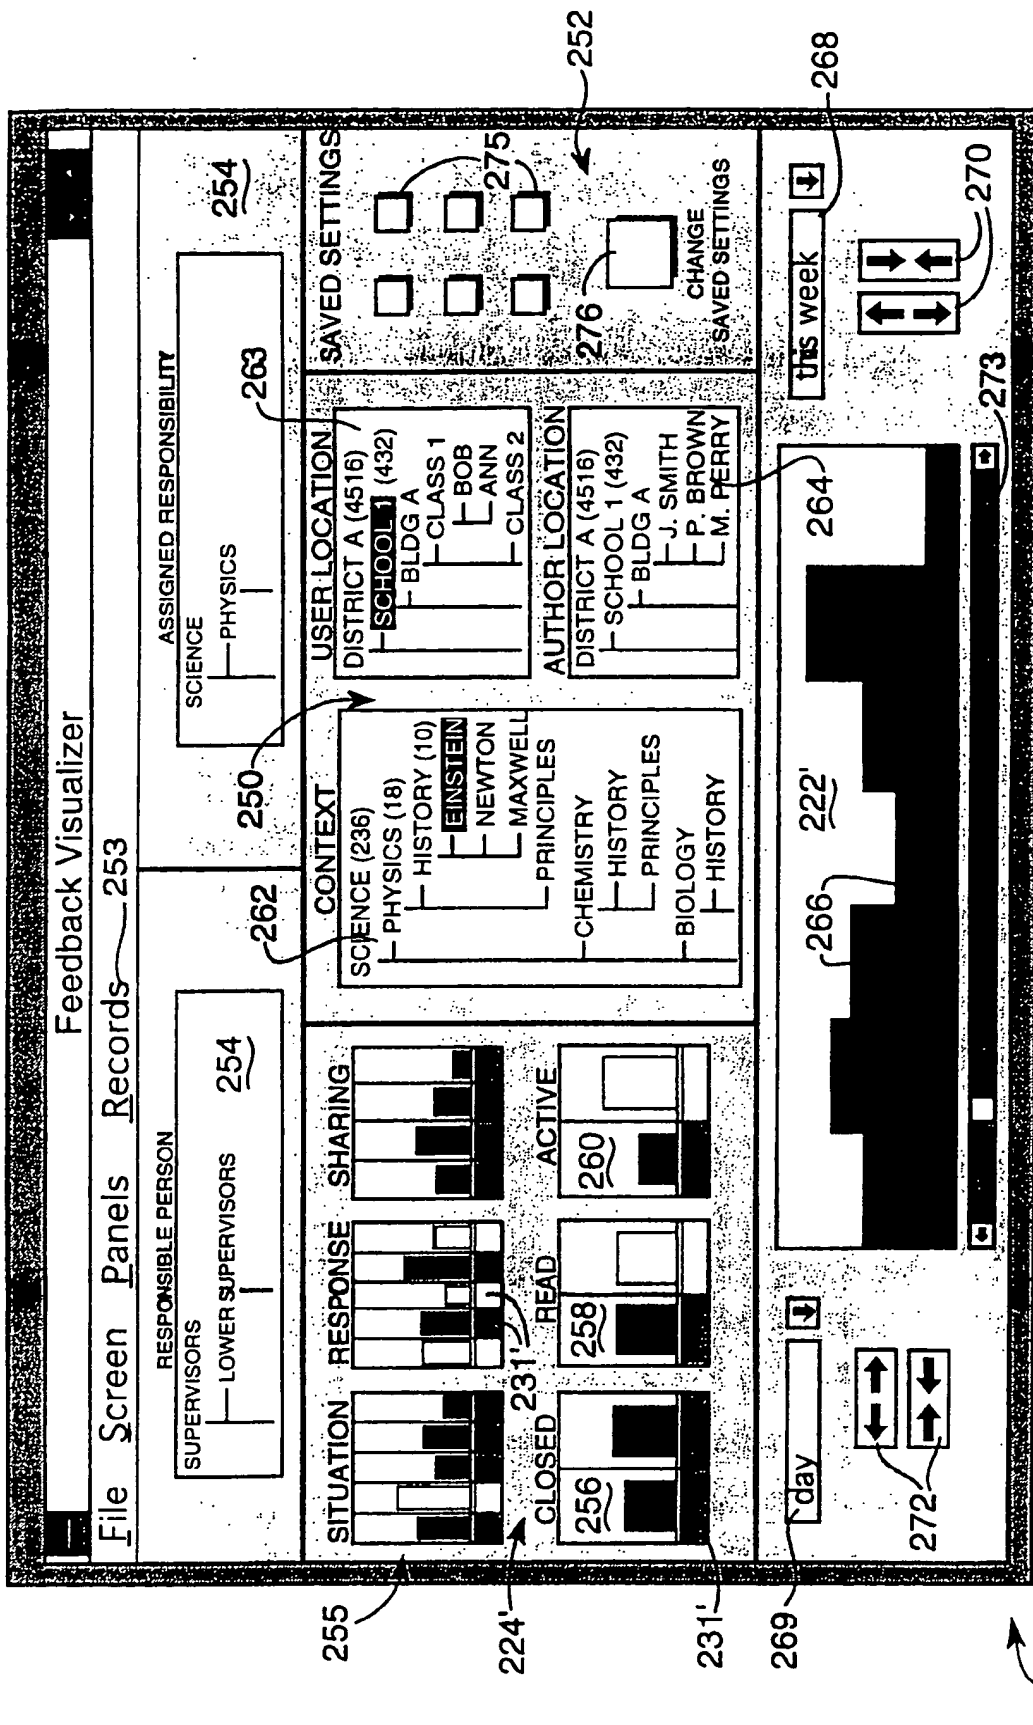 Feedback Visualizer
File Screen Panels Records 253
RESPONSIBLE PERSON
SUPERVISORS
LOWER SUPERVISORS
254
ASSIGNED RESPONSIBILITY
SCIENCE
PHYSICS
254
262
250
263
255
SITUATION
RESPONSE
SHARING
231'
224'
CLOSED
READ
ACTIVE
256
258
260
231'
CONTEXT
SCIENCE (236)
PHYSICS (18)
HISTORY (10)
EINSTEIN
NEWTON
MAXWELL
PRINCIPLES
CHEMISTRY
HISTORY
PRINCIPLES
BIOLOGY
HISTORY
USER LOCATION
DISTRICT A (4516)
SCHOOL 1 (432)
BLDG A
CLASS 1
BOB
ANN
CLASS 2
AUTHOR LOCATION
DISTRICT A (4516)
SCHOOL 1 (432)
BLDG A
J. SMITH
P. BROWN
M. PERRY
SAVED SETTINGS
275
276
CHANGE
SAVED SETTINGS
252
269
day
272
266
222'
264
this week
268
270
273